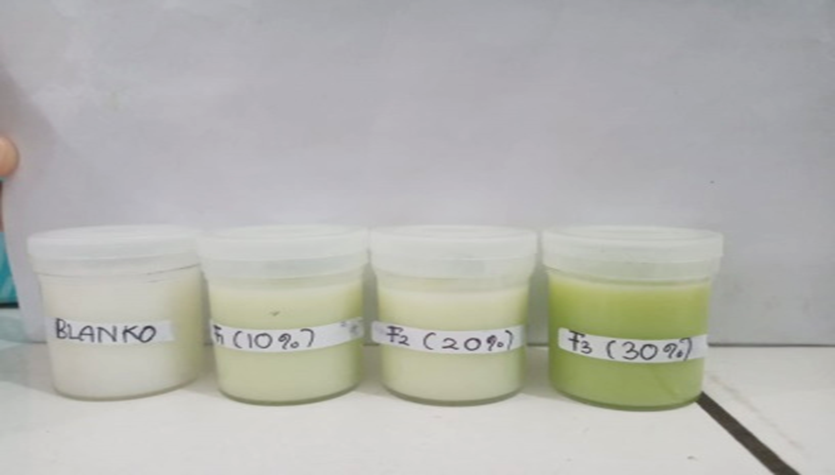 BLANKO
F1 (10%)
F2 (20%)
F3 (30%)